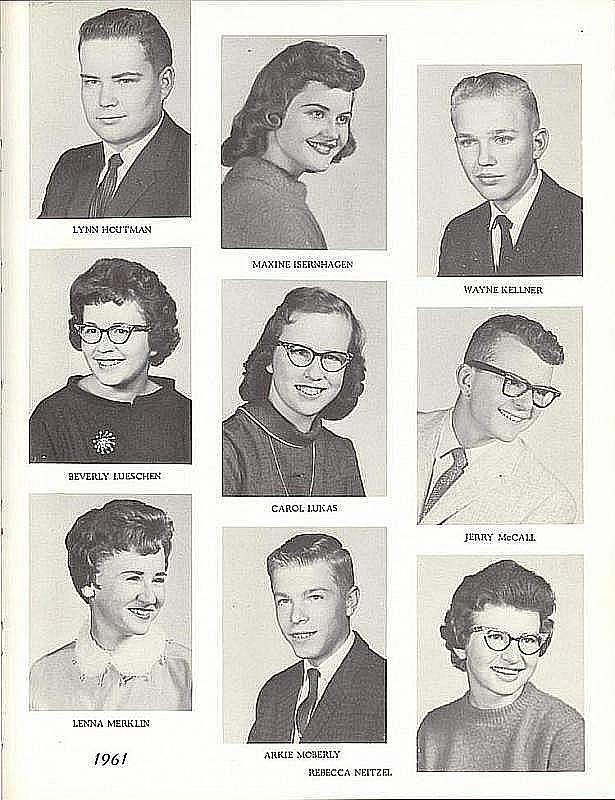 LYNN HOUTMAN
MAXINE ISERNHAGEN
WAYNE KELLNER
BEVERLY LUESCHEN
CAROL LUKAS
JERRY McCALL
LENNA MERKLIN
ARKIE MOBERLY
REBECCA NEITZEL
1961